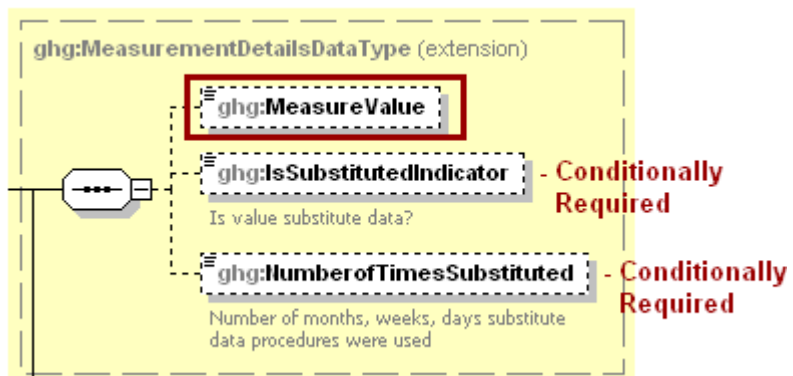 ghg:MeasurementDetailsDataType (extension)
ghg:MeasureValue
ghg:IsSubstitutedIndicator
- Conditionally
Required
Is value substitute data?
ghg:NumberofTimesSubstituted
- Conditionally
Required
Number of months, weeks, days substitute
data procedures were used